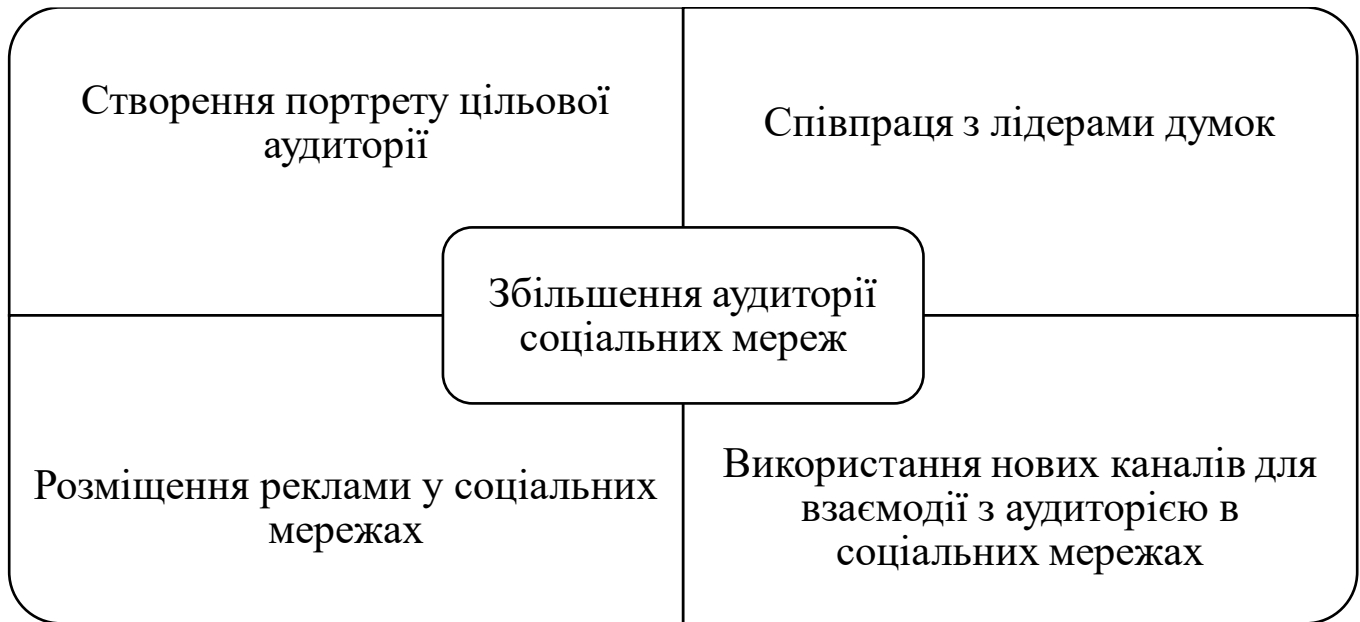 Створення портрету цільової
аудиторії
Співпраця з лідерами думок
Збільшення аудиторії
соціальних мереж
Розміщення реклами у соціальних
мережах
Використання нових каналів для
взаємодії з аудиторією в
соціальних мережах